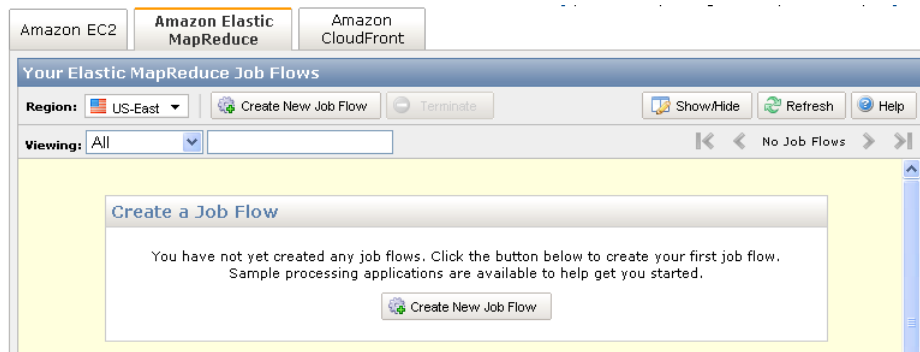 Amazon EC2
Amazon Elastic
MapReduce
Amazon
CloudFront
Your Elastic MapReduce Job Flows
Region: US-East Create New Job Flow Terminate Show/Hide Refresh Help
Viewing: All No Job Flows
Create a Job Flow
You have not yet created any job flows. Click the button below to create your first job flow.
Sample processing applications are available to help get you started.
Create New Job Flow